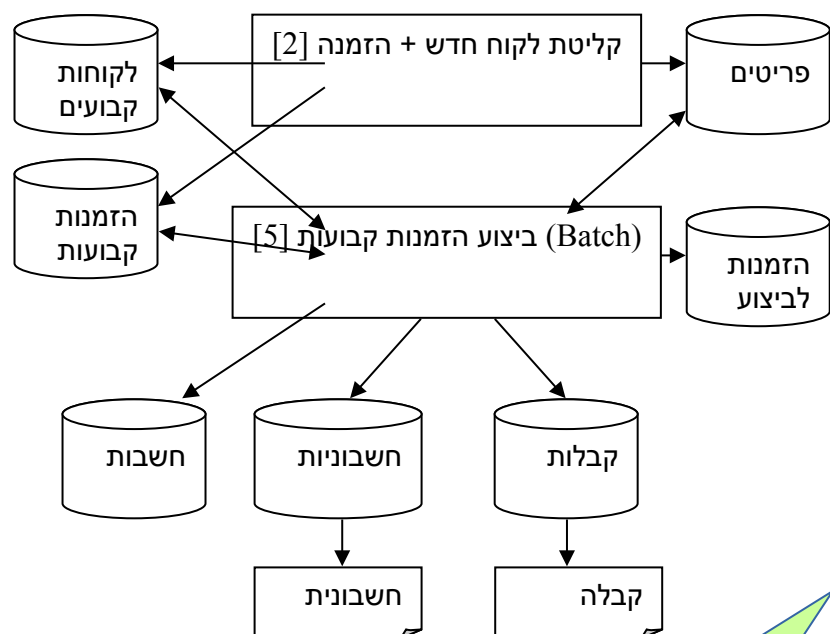 קליטת לקוח חדש + הזמנה [2]
פריטים
לקוחות
קבועים
הזמנות
קבועות
(Batch) ביצוע הזמנות קבועות [5]
הזמנות
לביצוע
קבלות
חשבוניות
חשבות
קבלה
חשבונית